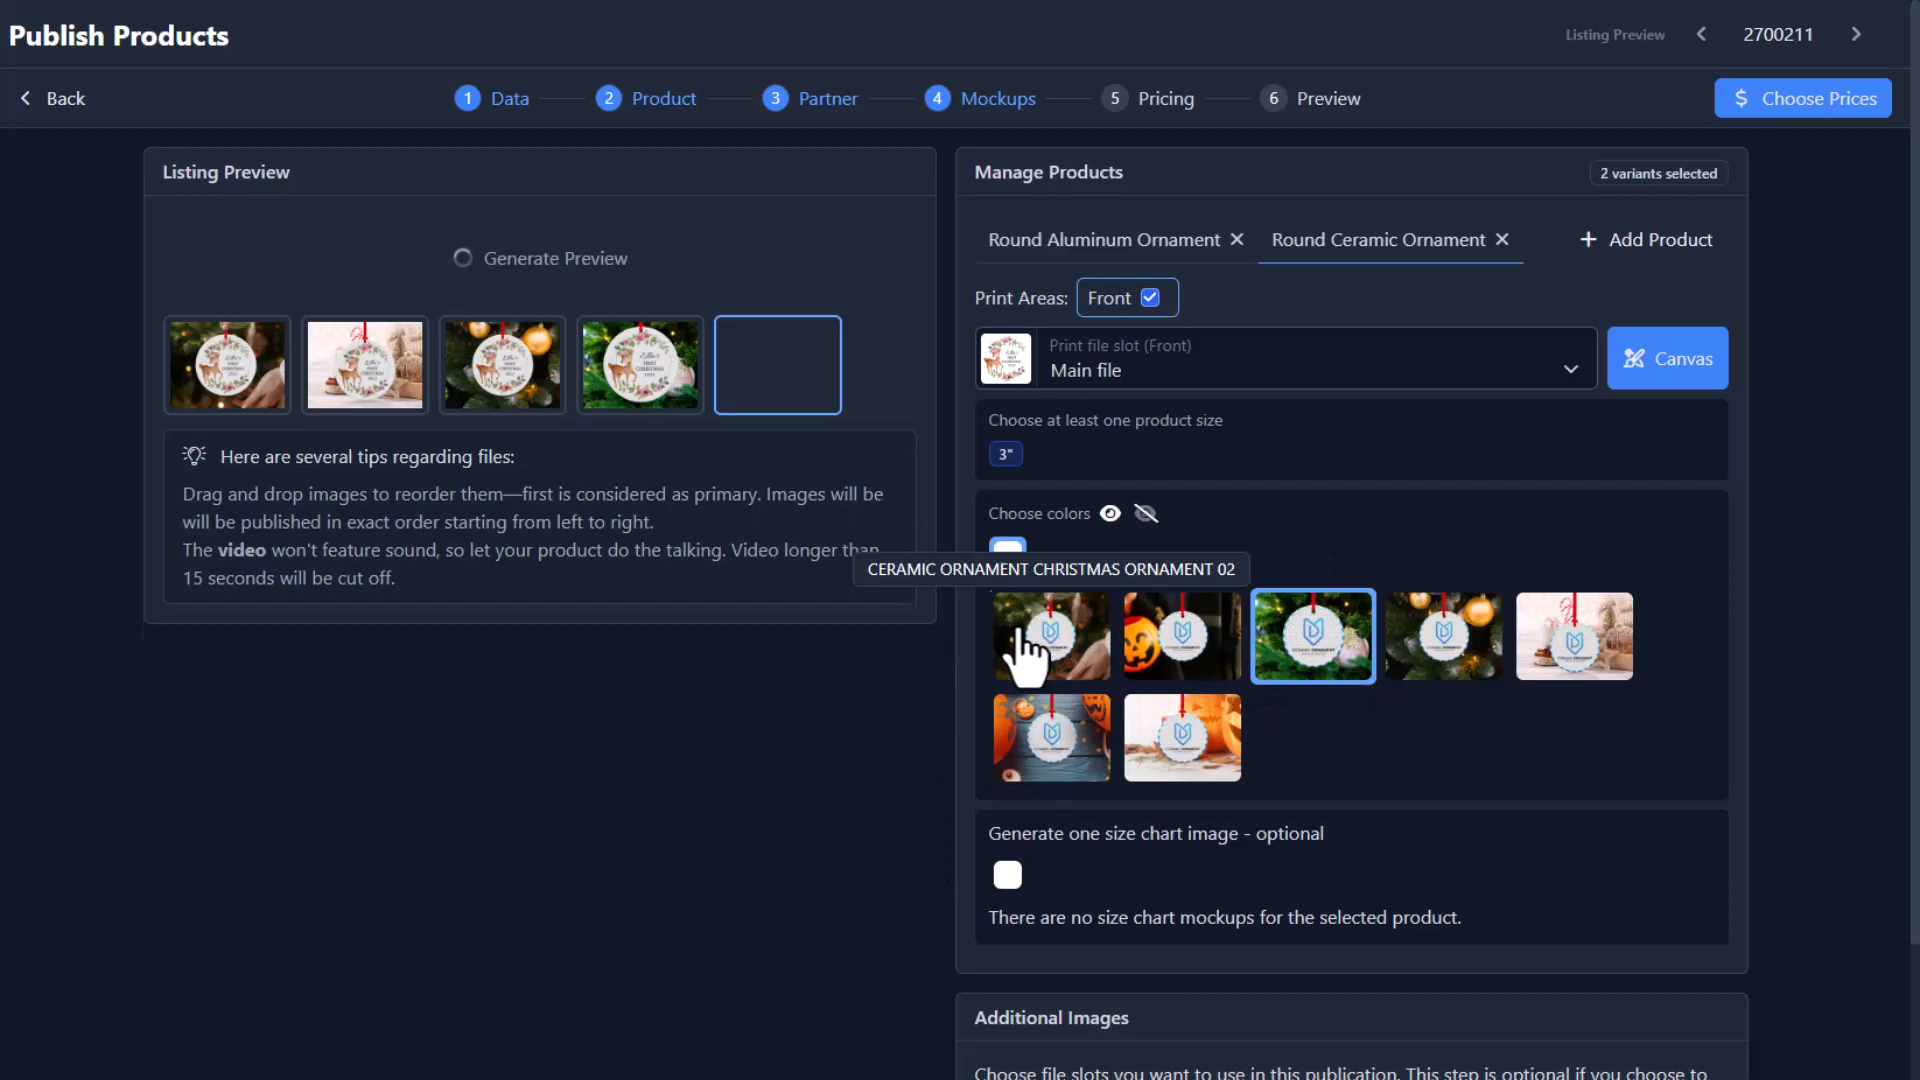 Publish Products
Listing Preview
2700211
Back
1 Data
2 Product
3 Partner
4 Mockups
5 Pricing
6 Preview
$ Choose Prices
Listing Preview
Generate Preview
Here are several tips regarding files:
Drag and drop images to reorder them—first is considered as primary. Images will be
will be published in exact order starting from left to right.
The video won't feature sound, so let your product do the talking. Video longer than
15 seconds will be cut off.
Manage Products
2 variants selected
Round Aluminum Ornament
Round Ceramic Ornament
+ Add Product
Print Areas:
Front
Print file slot (Front)
Main file
Canvas
Choose at least one product size
3"
Choose colors
CERAMIC ORNAMENT CHRISTMAS ORNAMENT 02
Generate one size chart image - optional
There are no size chart mockups for the selected product.
Additional Images
Choose file slots you want to use in this publication. This step is optional if you choose to